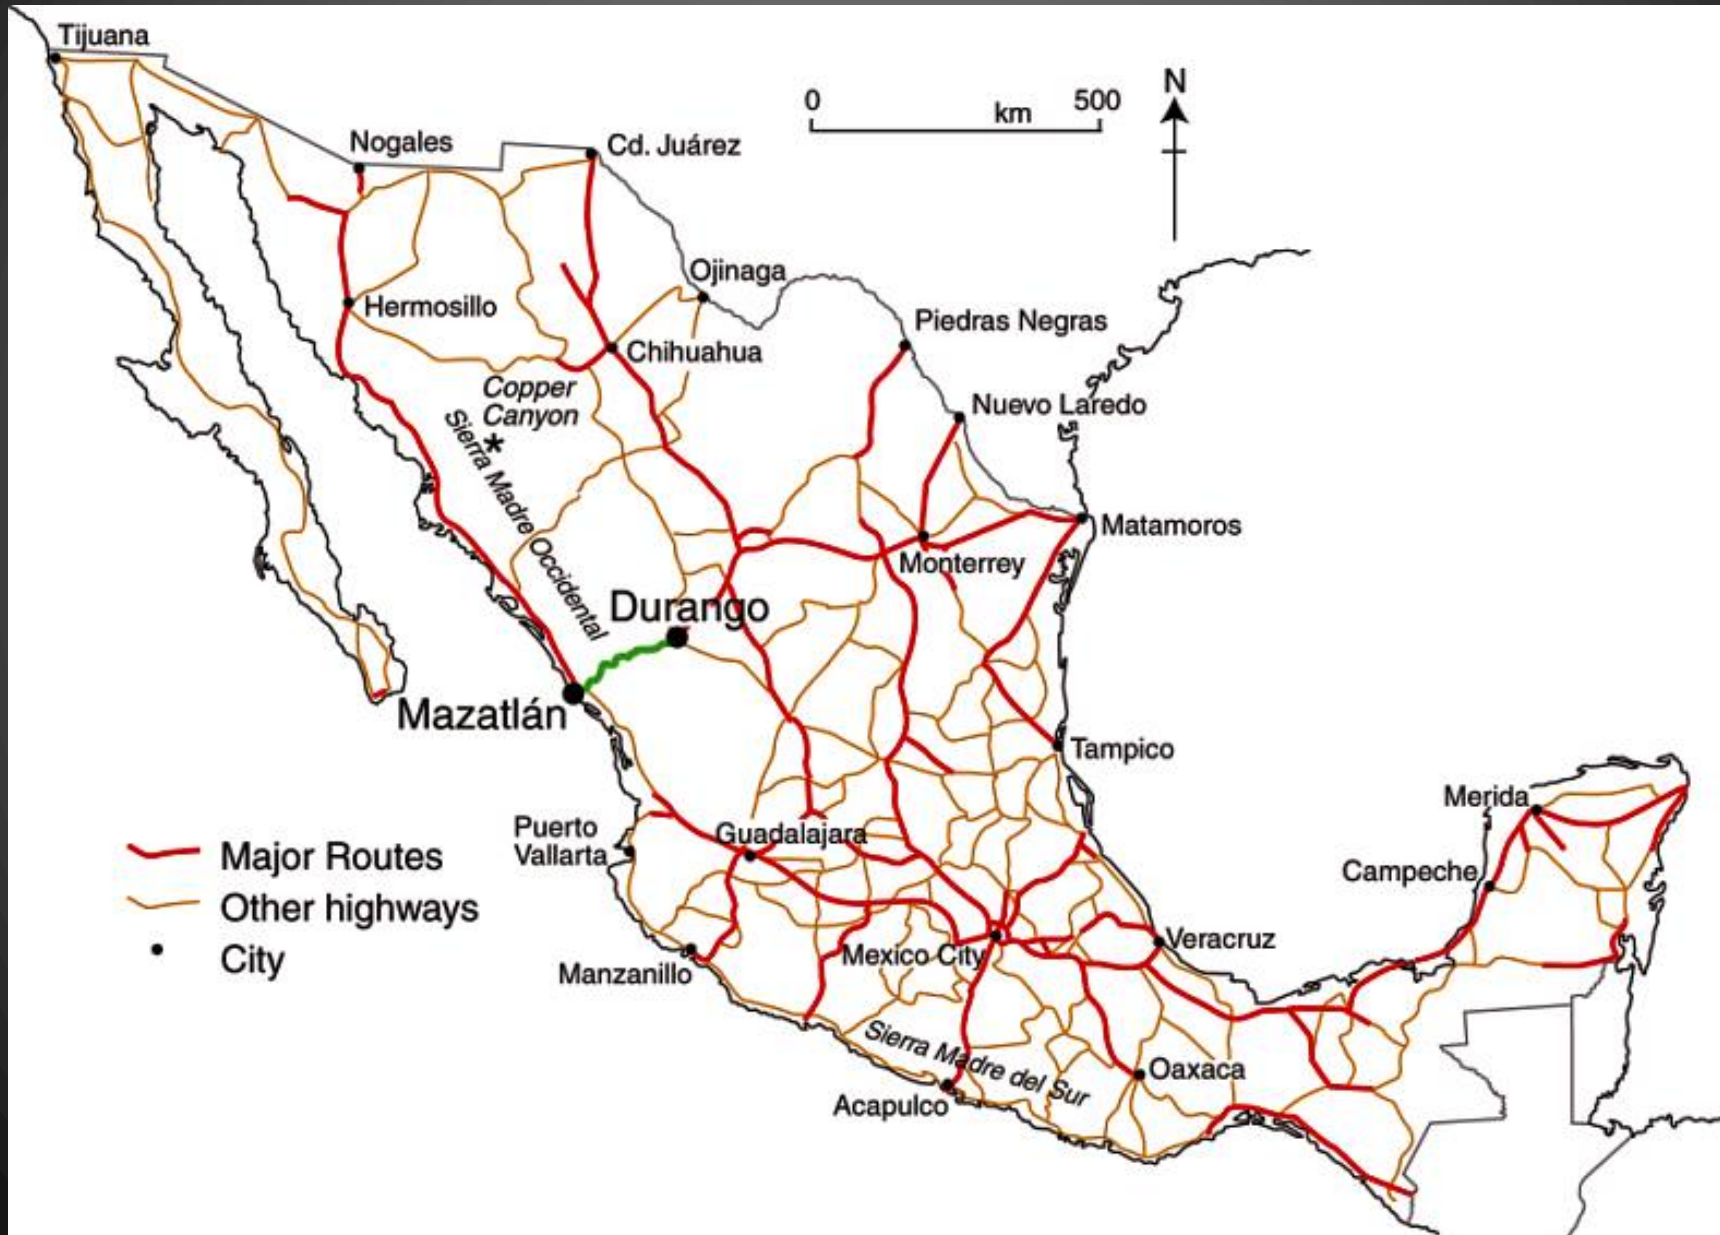 Tijuana
Nogales
Cd. Juárez
0
km
500
N
Ojinaga
Hermosillo
Chihuahua
Piedras Negras
Copper
Canyon
*
Nuevo Laredo
Sierra Madre Occidental
Matamoros
Monterrey
Durango
Mazatlán
Tampico
Merida
Puerto
Vallarta
Guadalajara
Major Routes
Campeche
Other highways
City
Mexico City
Veracruz
Manzanillo
Sierra Madre del Sur
Oaxaca
Acapulco